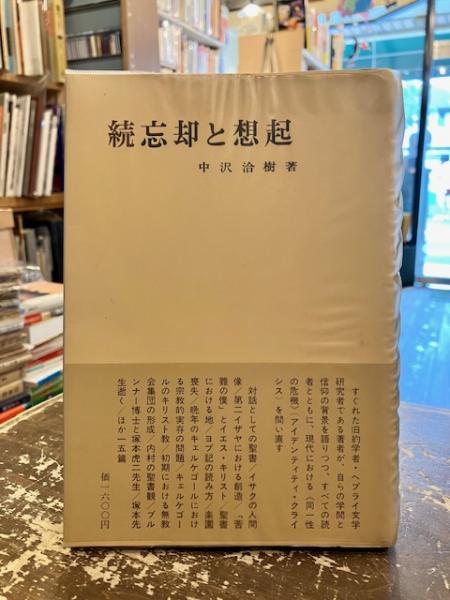 続忘却と想起
中沢洽樹著
すぐれた旧約学者・ヘブライ文学
研究者である著者が、自らの学問と
信仰の背景を語りつつ、すべての読
者とともに、現代における〈同一性
の危機〉(アイデンティティ・クライ
シス)を問い直す
対話としての聖書/イサクの人間
像/第二イザヤにおける創造/「苦
難の僕」とイエス・キリスト/聖書
における地/ヨブ記の読み方/楽園
喪失/晩年のキェルケゴールにおけ
る宗教的実存の問題/キェルケゴー
ルのキリスト教/初期における無教
会集団の形成/内村の聖書観/ブル
ンナー博士と塚本虎二先生/塚本先
生逝く/ほか一五篇
価一六〇〇円